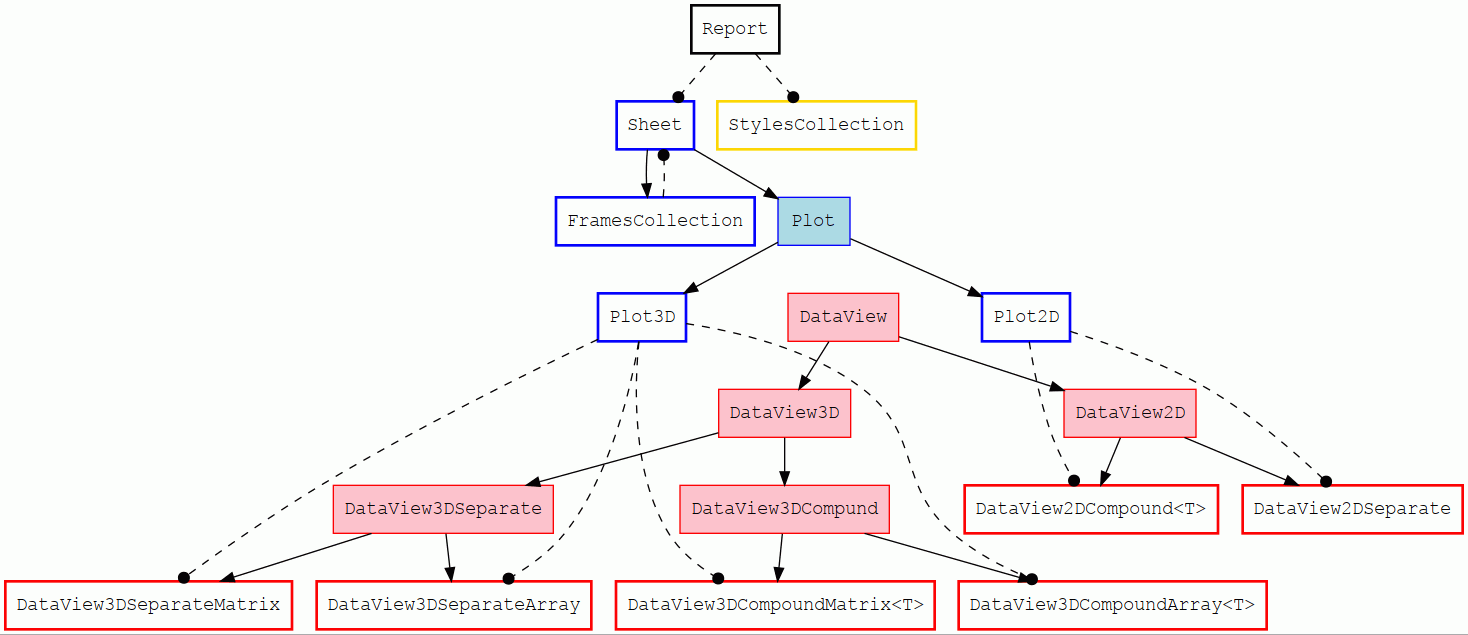 Report
Sheet
StylesCollection
FramesCollection
Plot
Plot3D
DataView
Plot2D
DataView3D
DataView2D
DataView3DSeparate
DataView3DCompund
DataView2DCompound<T>
DataView2DSeparate
DataView3DSeparateMatrix
DataView3DSeparateArray
DataView3DCompoundMatrix<T>
DataView3DCompoundArray<T>